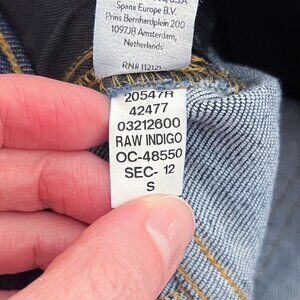 USA
Spanx Europe B.V.
Prins Bernhardplein 200
1097JB Amsterdam,
Netherlands
RN# 112121
20547R
42477
03212600
RAW INDIGO
OC-48550
SEC- 12
S